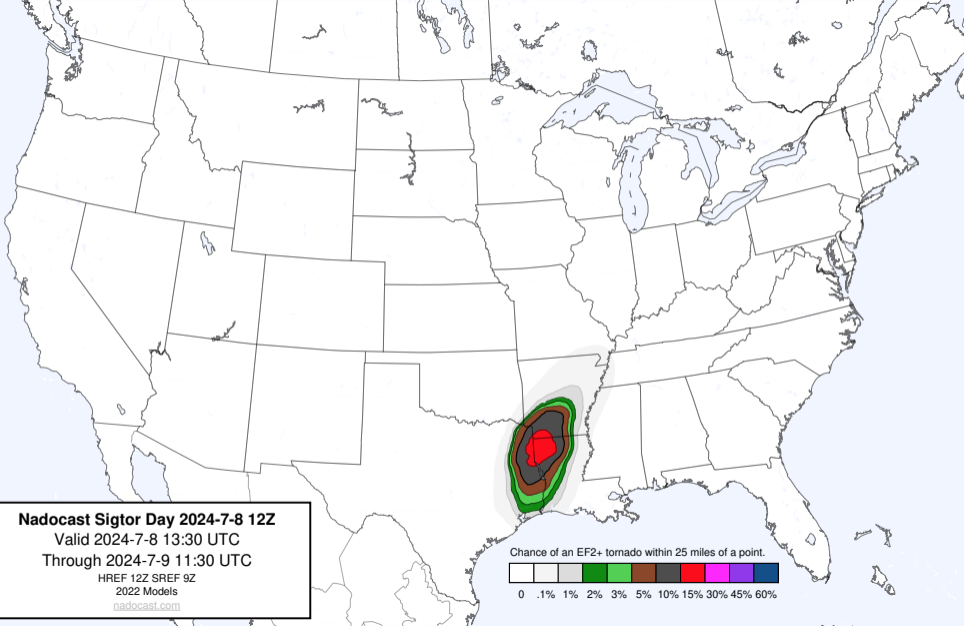 Nadocast Sigtor Day 2024-7-8 12Z
Valid 2024-7-8 13:30 UTC
Through 2024-7-9 11:30 UTC
HREF 12Z SREF 9Z
2022 Models
nadocast.com
Chance of an EF2+ tornado within 25 miles of a point.
0 .1% 1% 2% 3% 5% 10% 15% 30% 45% 60%